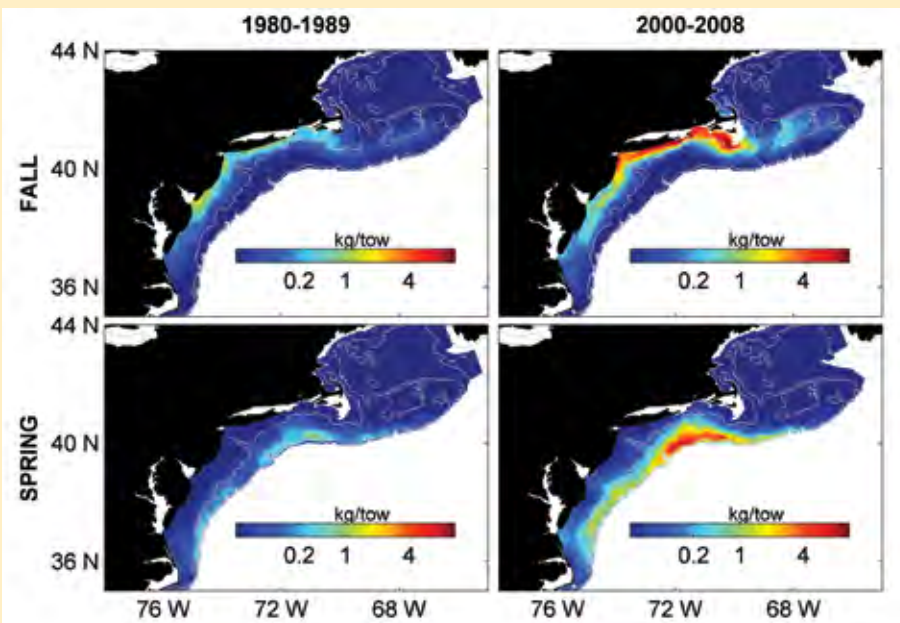 1980-1989
2000-2008
44 N
40 N
36 N
FALL
kg/tow
0.2 1 4
kg/tow
0.2 1 4
44 N
40 N
36 N
SPRING
kg/tow
0.2 1 4
kg/tow
0.2 1 4
76 W 72 W 68 W
76 W 72 W 68 W